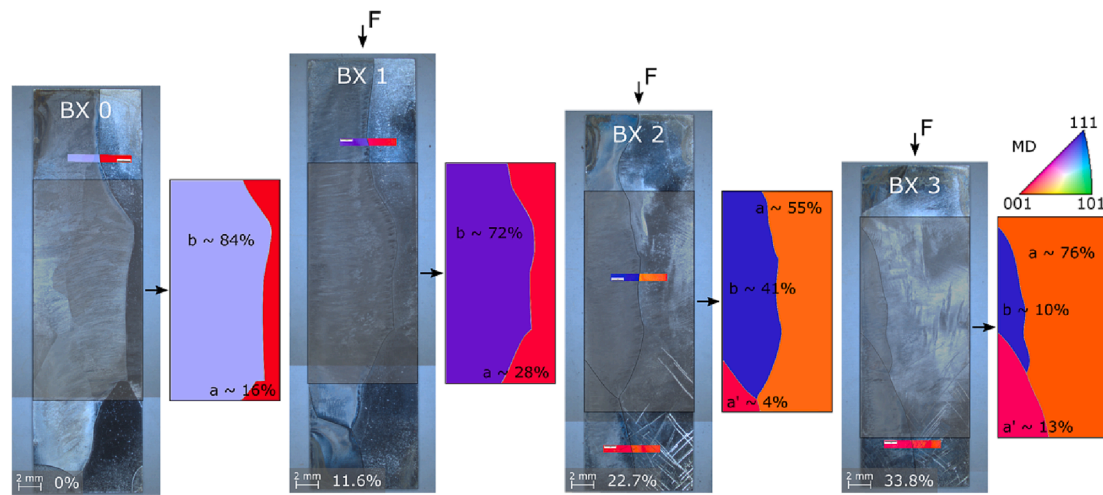 BX 0
b ~ 84%
a ~ 16%
2 mm
0%
F
BX 1
b ~ 72%
a ~ 28%
2 mm
11.6%
F
BX 2
a ~ 55%
b ~ 41%
a' ~ 4%
2 mm
22.7%
F
BX 3
a ~ 76%
b ~ 10%
a' ~ 13%
2 mm
33.8%
MD
111
001
101